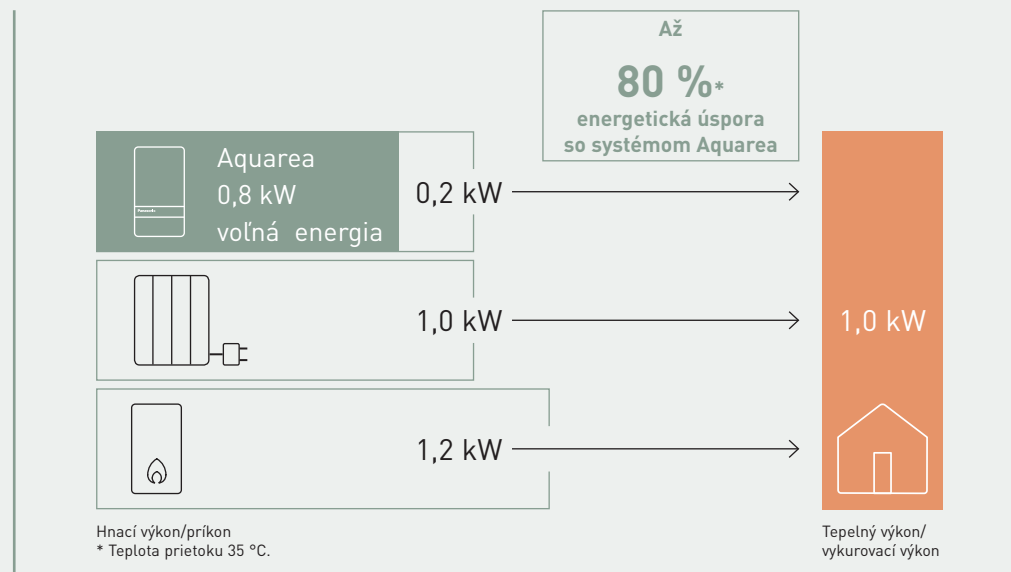 Až
80 %*
energetická úspora
so systémom Aquarea
Aquarea
0,8 kW
voľná energia
0,2 kW
1,0 kW
1,0 kW
1,2 kW
Hnací výkon/príkon
* Teplota prietoku 35 °C.
Tepelný výkon/
vykurovací výkon